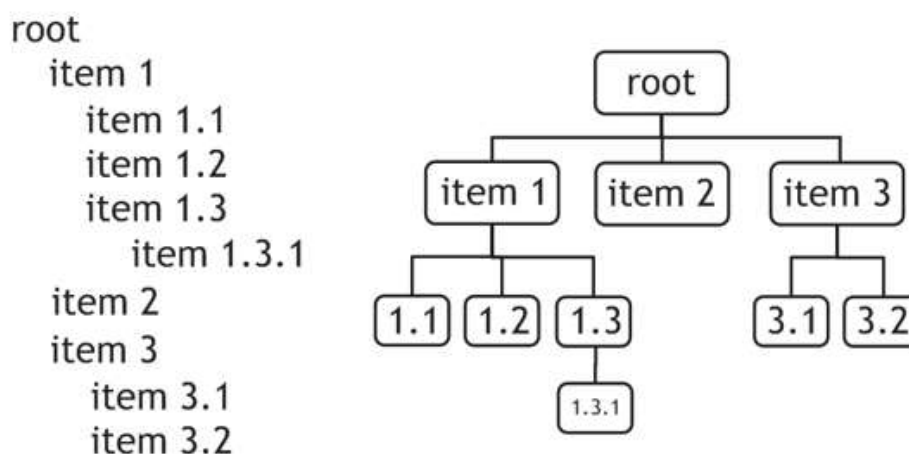 root
item 1
item 1.1
item 1.2
item 1.3
item 1.3.1
item 2
item 3
item 3.1
item 3.2
root
item 1 item 2 item 3
1.1 1.2 1.3 3.1 3.2
1.3.1